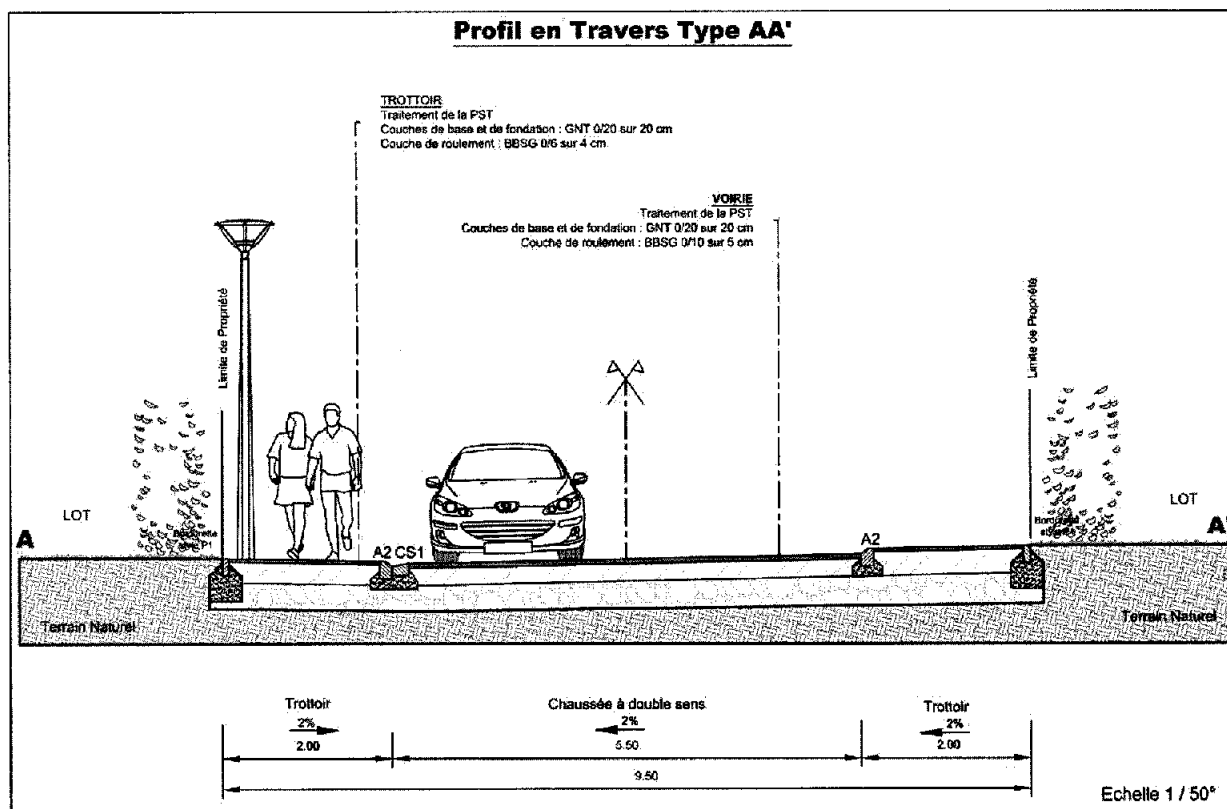 Profil en Travers Type AA'
TROTTOIR
Traitement de la PST
Couches de base et de fondation : GNT 0/20 sur 20 cm
Couche de roulement : BBSG 0/6 sur 4 cm
VOIRIE
Traitement de la PST
Couches de base et de fondation : GNT 0/20 sur 20 cm
Couche de roulement : BBSG 0/10 sur 5 cm
Limite de Propriété
Limite de Propriété
LOT
LOT
A
P1
A2 CS1
A2
A'
Terrain Naturel
Terrain Naturel
Trottoir
Chaussée à double sens
Trottoir
2%
2%
2%
2.00
5.50
2.00
9.50
Echelle 1 / 50°